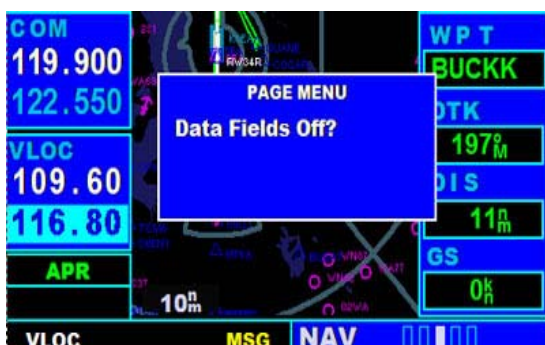 COM
119.900
122.550
VLOC
109.60
116.80
APR
VLOC
RW34R
PAGE MENU
Data Fields Off?
10nm
MSG
NAV
WPT
BUCKK
DTK
197°M
DIS
11nm
GS
0kn